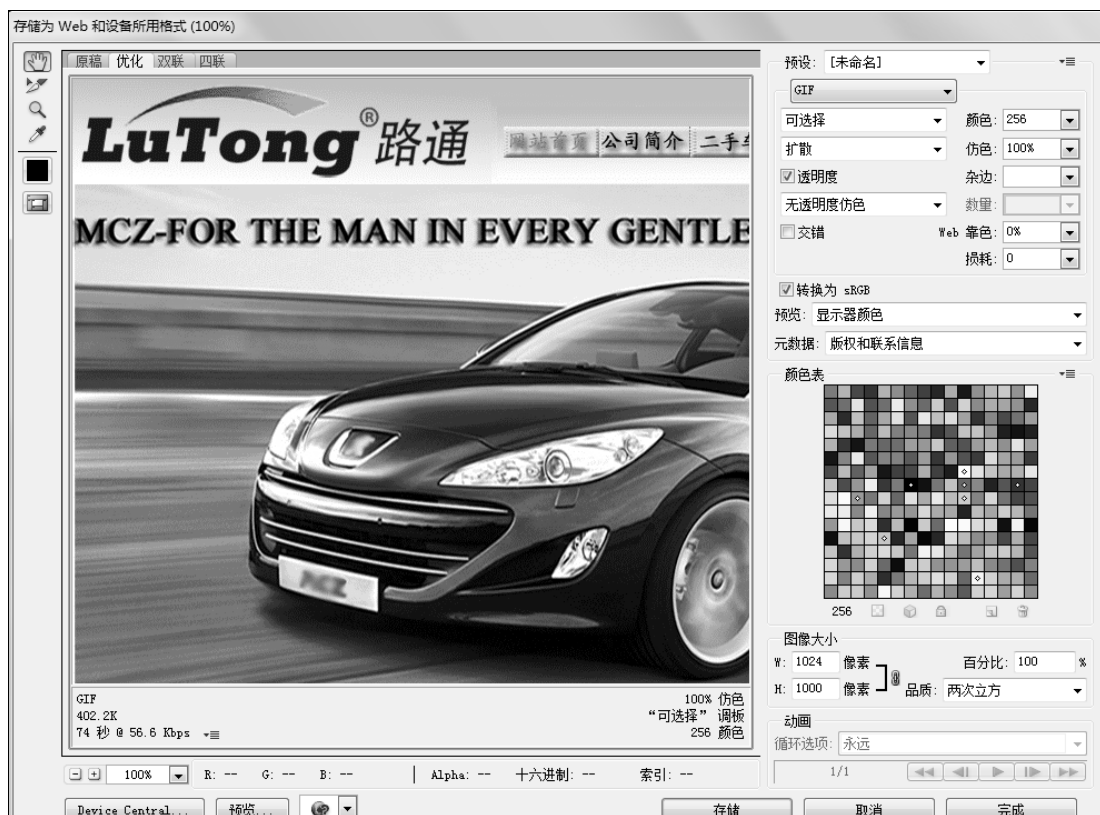 存储为 Web 和设备所用格式 (100%)
原稿 优化 双联 四联
LuTong® 路通
网站首页 公司简介 二手车
MCZ-FOR THE MAN IN EVERY GENTLE
MCZ
GIF
402.2K
74 秒 @ 56.6 Kbps
100% 仿色
“可选择” 调板
256 颜色
预设: [未命名]
GIF
可选择 颜色: 256
扩散 仿色: 100%
透明度 杂边:
无透明度仿色 数量:
交错 Web 靠色: 0%
损耗: 0
转换为 sRGB
预览: 显示器颜色
元数据: 版权和联系信息
颜色表
256
图像大小
W: 1024 像素 百分比: 100 %
H: 1000 像素 品质: 两次立方
动画
循环选项: 永远
1/1
100% R: -- G: -- B: -- Alpha: -- 十六进制: -- 索引: --
Device Central... 预览... 存储 取消 完成